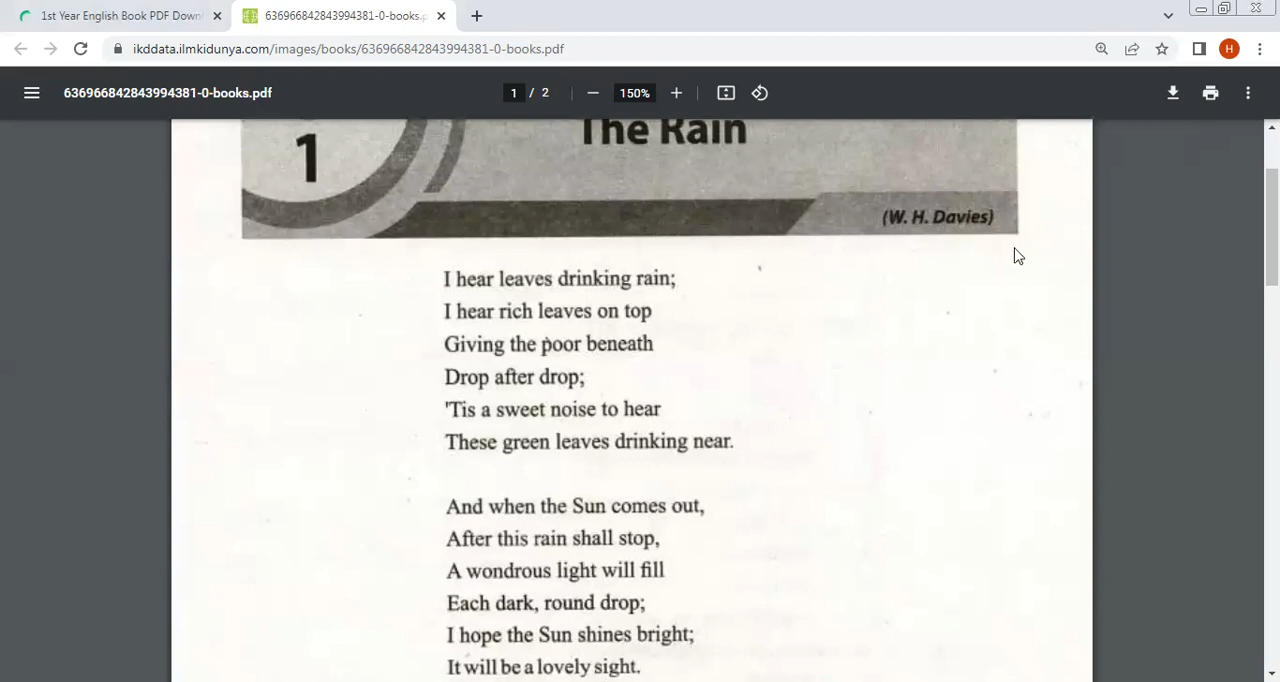 1st Year English Book PDF Down
636966842843994381-0-books.p
ikddata.ilmkidunya.com/images/books/636966842843994381-0-books.pdf
H
636966842843994381-0-books.pdf
1 / 2
150%
1
The Rain
(W. H. Davies)
I hear leaves drinking rain;
I hear rich leaves on top
Giving the poor beneath
Drop after drop;
'Tis a sweet noise to hear
These green leaves drinking near.
And when the Sun comes out,
After this rain shall stop,
A wondrous light will fill
Each dark, round drop;
I hope the Sun shines bright;
It will be a lovely sight.